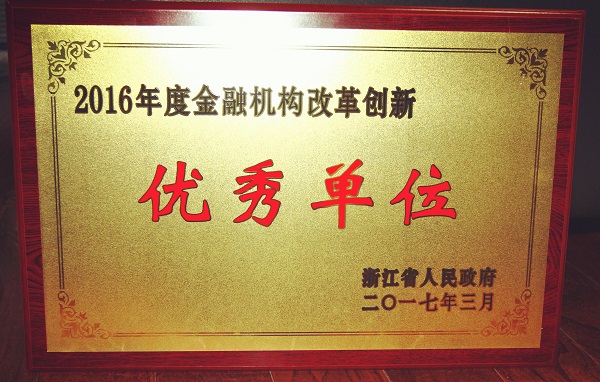 2016年度金融机构改革创新
优秀单位
浙江省人民政府
二〇一七年三月